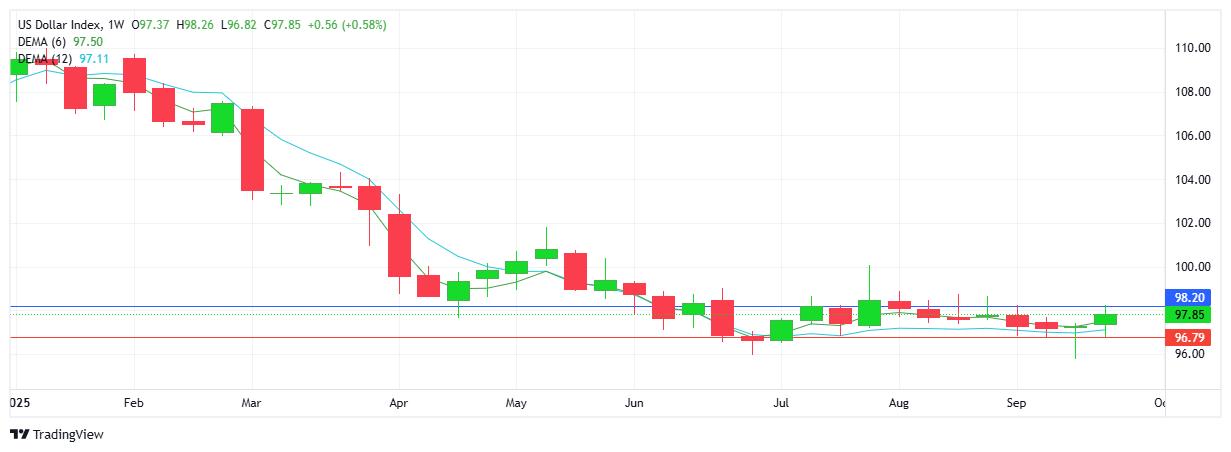 US Dollar Index, 1W O97.37 H98.26 L96.82 C97.85 +0.56 (+0.58%)
DEMA (6) 97.50
DEMA (12) 97.11
110.00
108.00
106.00
104.00
102.00
100.00
98.20
97.85
96.79
96.00
025 Feb Mar Apr May Jun Jul Aug Sep Oc
TradingView